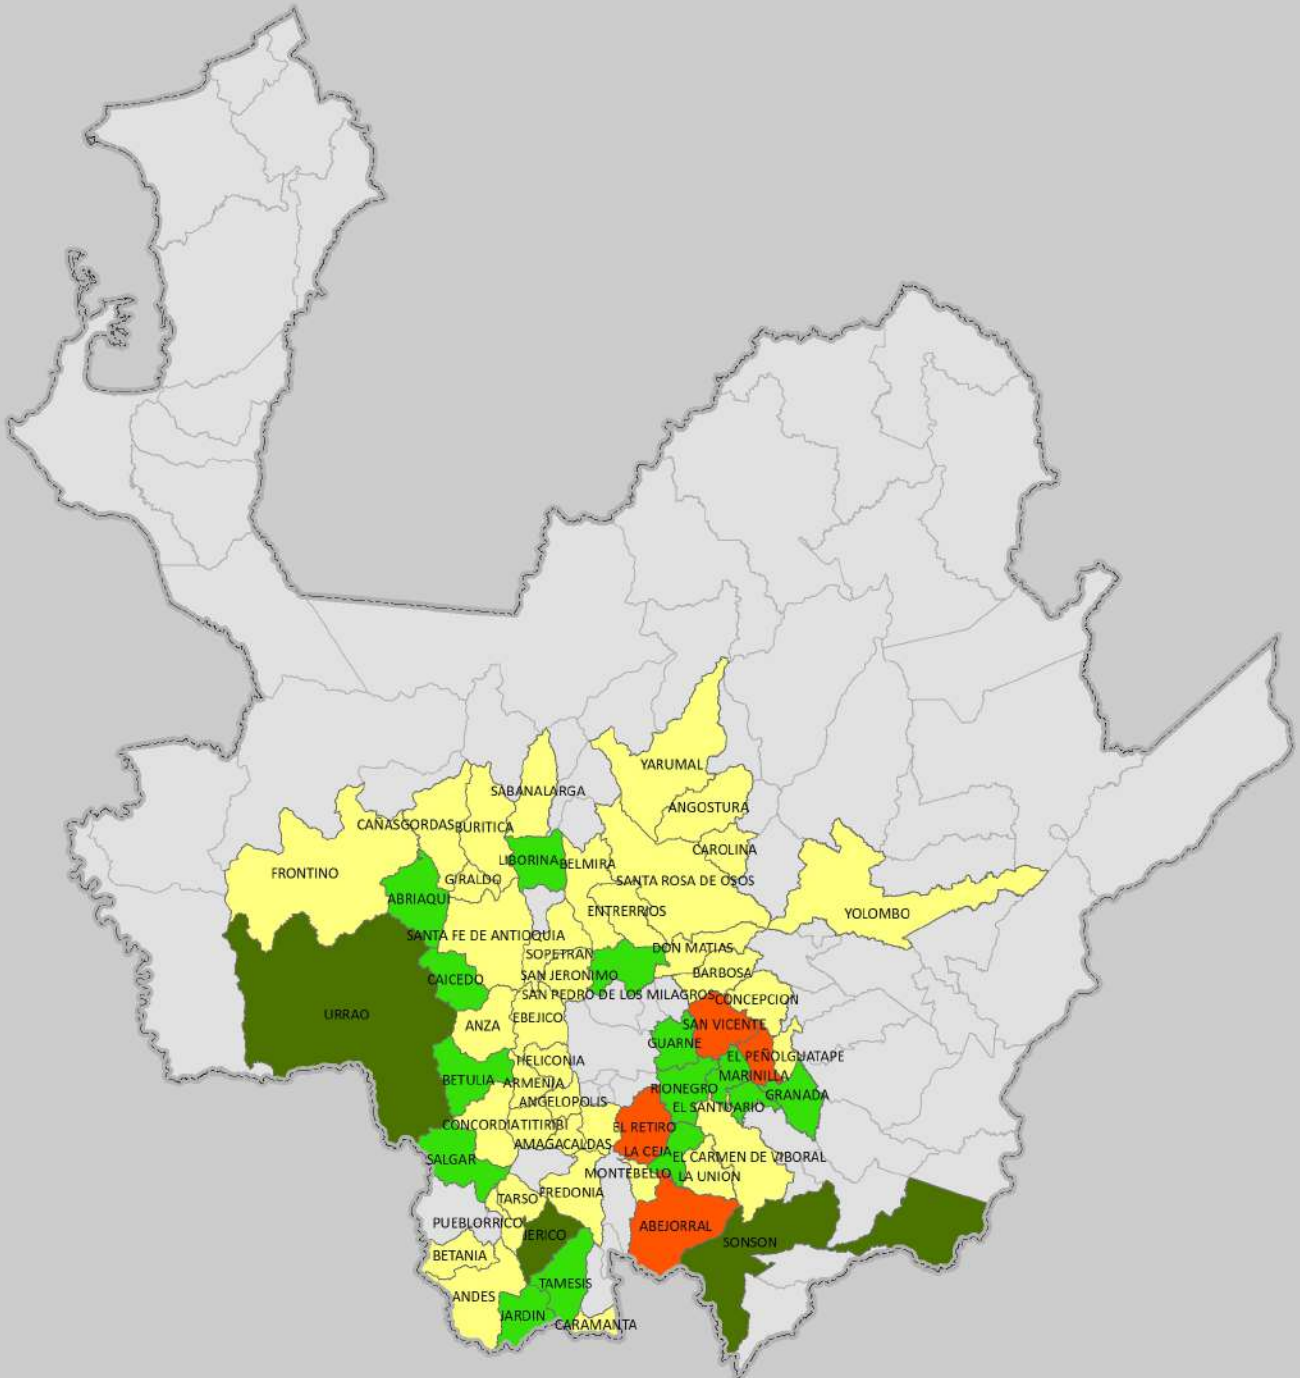 YARUMAL
SABANALARGA
ANGOSTURA
CAÑASGORDAS
BURITICA
CAROLINA
LIBORINA
BELMIRA
FRONTINO
GIRALDO
SANTA ROSA DE OSOS
ABRIAQUI
ENTRERRIOS
YOLOMBO
SANTA FE DE ANTIOQUIA
DON MATIAS
SOPETRAN
CAICEDO
SAN JERONIMO
BARBOSA
SAN PEDRO DE LOS MILAGROS
CONCEPCION
URRAO
ANZA
EBEJICO
SAN VICENTE
GUARNE
HELICONIA
EL PEÑOL
GUATAPE
BETULIA
ARMENIA
MARINILLA
RIONEGRO
GRANADA
ANGELOPOLIS
EL SANTUARIO
CONCORDIA
TITIRIBI
EL RETIRO
AMAGA
CALDAS
SALGAR
LA CEJA
EL CARMEN DE VIBORAL
MONTEBELLO
LA UNION
TARSO
FREDONIA
PUEBLORRICO
JERICO
ABEJORRAL
SONSON
BETANIA
TAMESIS
ANDES
JARDIN
CARAMANTA